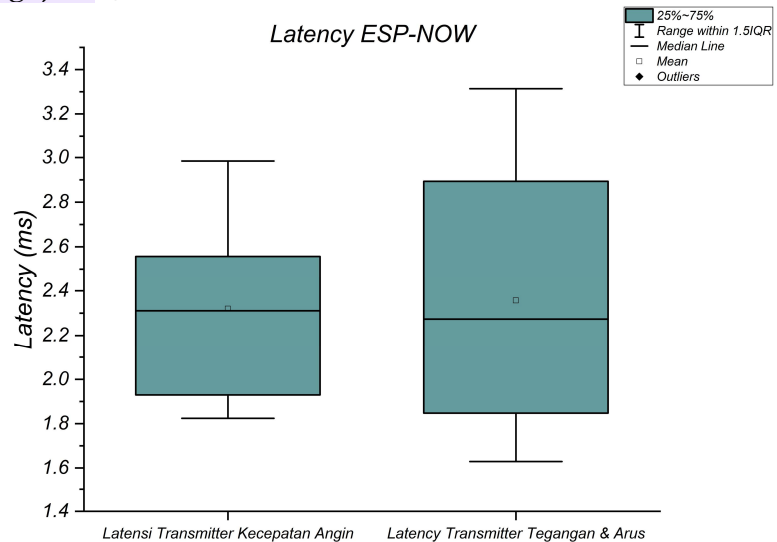 Latency ESP-NOW
25%~75%
Range within 1.5IQR
Median Line
Mean
Outliers
Latency (ms)
3.4
3.2
3.0
2.8
2.6
2.4
2.2
2.0
1.8
1.6
1.4
Latensi Transmitter Kecepatan Angin
Latency Transmitter Tegangan & Arus